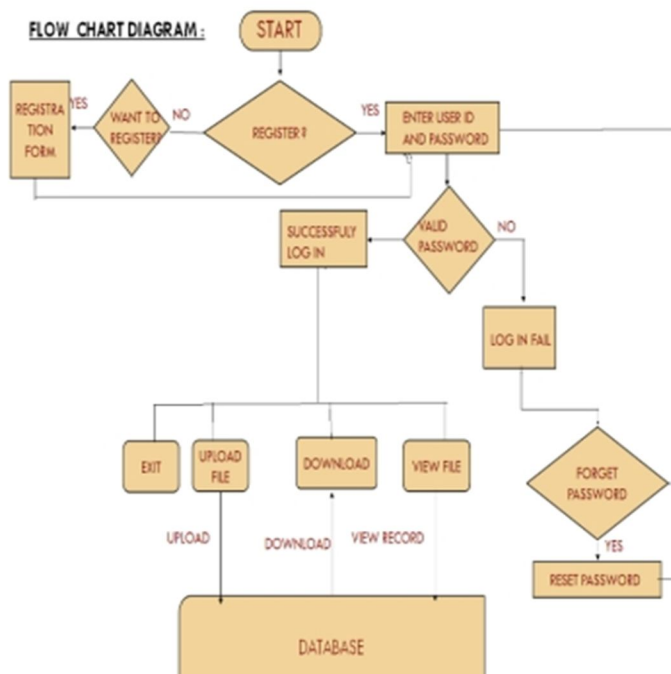 FLOW CHART DIAGRAM :
START
REGISTRA
TION
FORM
YES
WANT TO
REGISTER?
NO
REGISTER ?
YES
ENTER USER ID
AND PASSWORD
SUCCESSFULY
LOG IN
VALID
PASSWORD
NO
LOG IN FAIL
EXIT
UPLOAD
FILE
DOWNLOAD
VIEW FILE
FORGET
PASSWORD
UPLOAD
DOWNLOAD
VIEW RECORD
YES
RESET PASSWORD
DATABASE